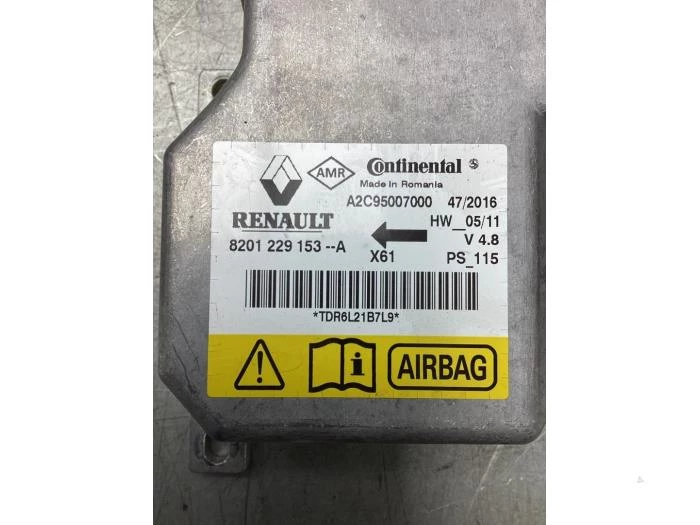 AMR Continental
Made in Romania
A2C95007000 47/2016
RENAULT HW__05/11
8201 229 153 --A V 4.8
X61 PS_115
*TDR6L21B7L9*
AIRBAG